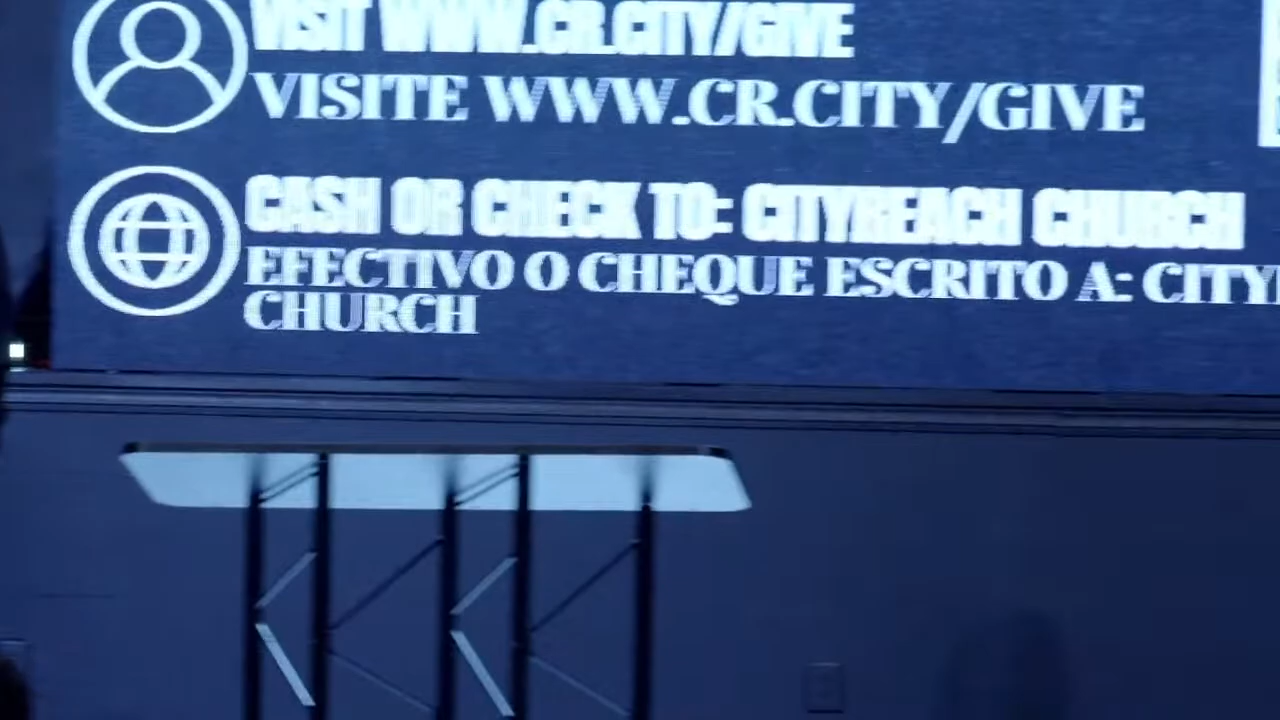 VISIT WWW.CR.CITY/GIVE
VISITE WWW.CR.CITY/GIVE
CASH OR CHECK TO: CITYREACH CHURCH
EFECTIVO O CHEQUE ESCRITO A: CITY
CHURCH